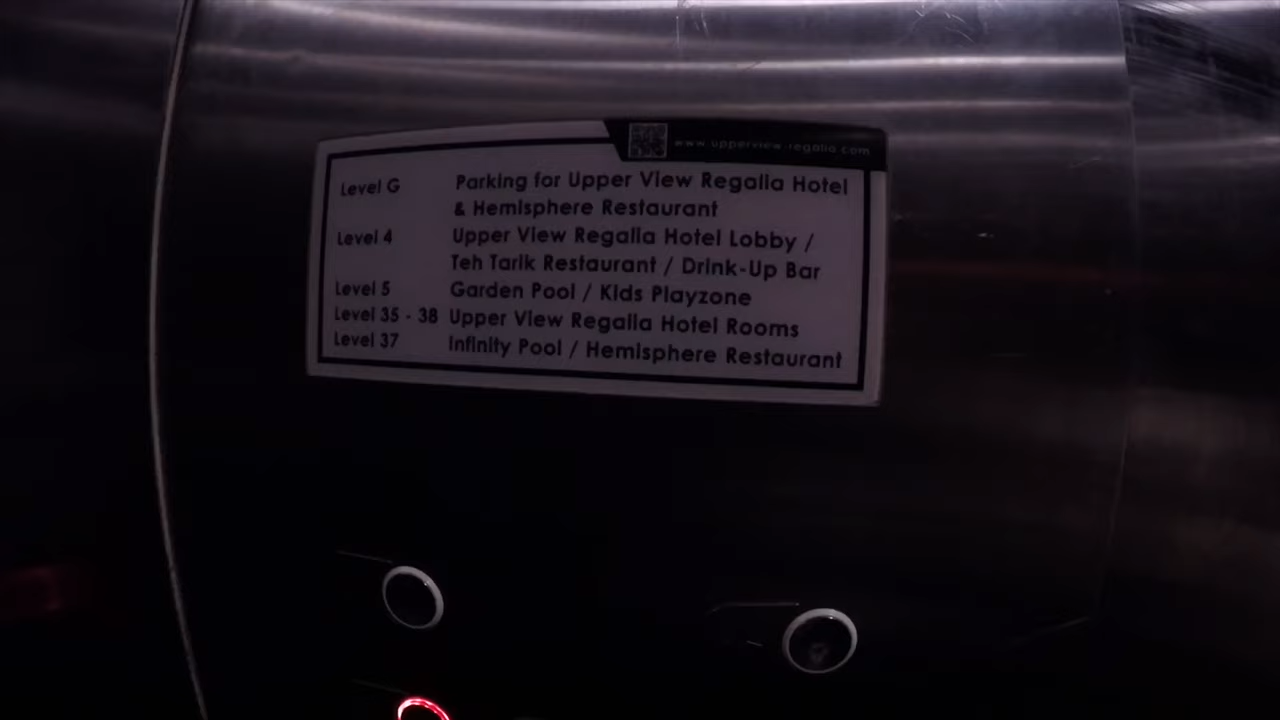 www.upperview-regalia.com
Level G Parking for Upper View Regalia Hotel
& Hemisphere Restaurant
Level 4 Upper View Regalia Hotel Lobby /
Teh Tarik Restaurant / Drink-Up Bar
Level 5 Garden Pool / Kids Playzone
Level 35 - 38 Upper View Regalia Hotel Rooms
Level 37 Infinity Pool / Hemisphere Restaurant